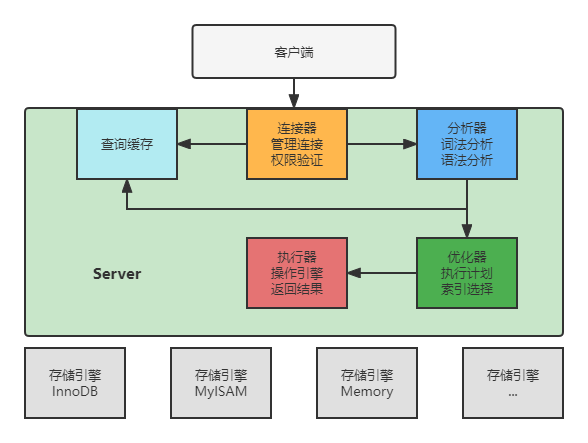 客户端
查询缓存
连接器
管理连接
权限验证
分析器
词法分析
语法分析
Server
执行器
操作引擎
返回结果
优化器
执行计划
索引选择
存储引擎
InnoDB
存储引擎
MyISAM
存储引擎
Memory
存储引擎
...